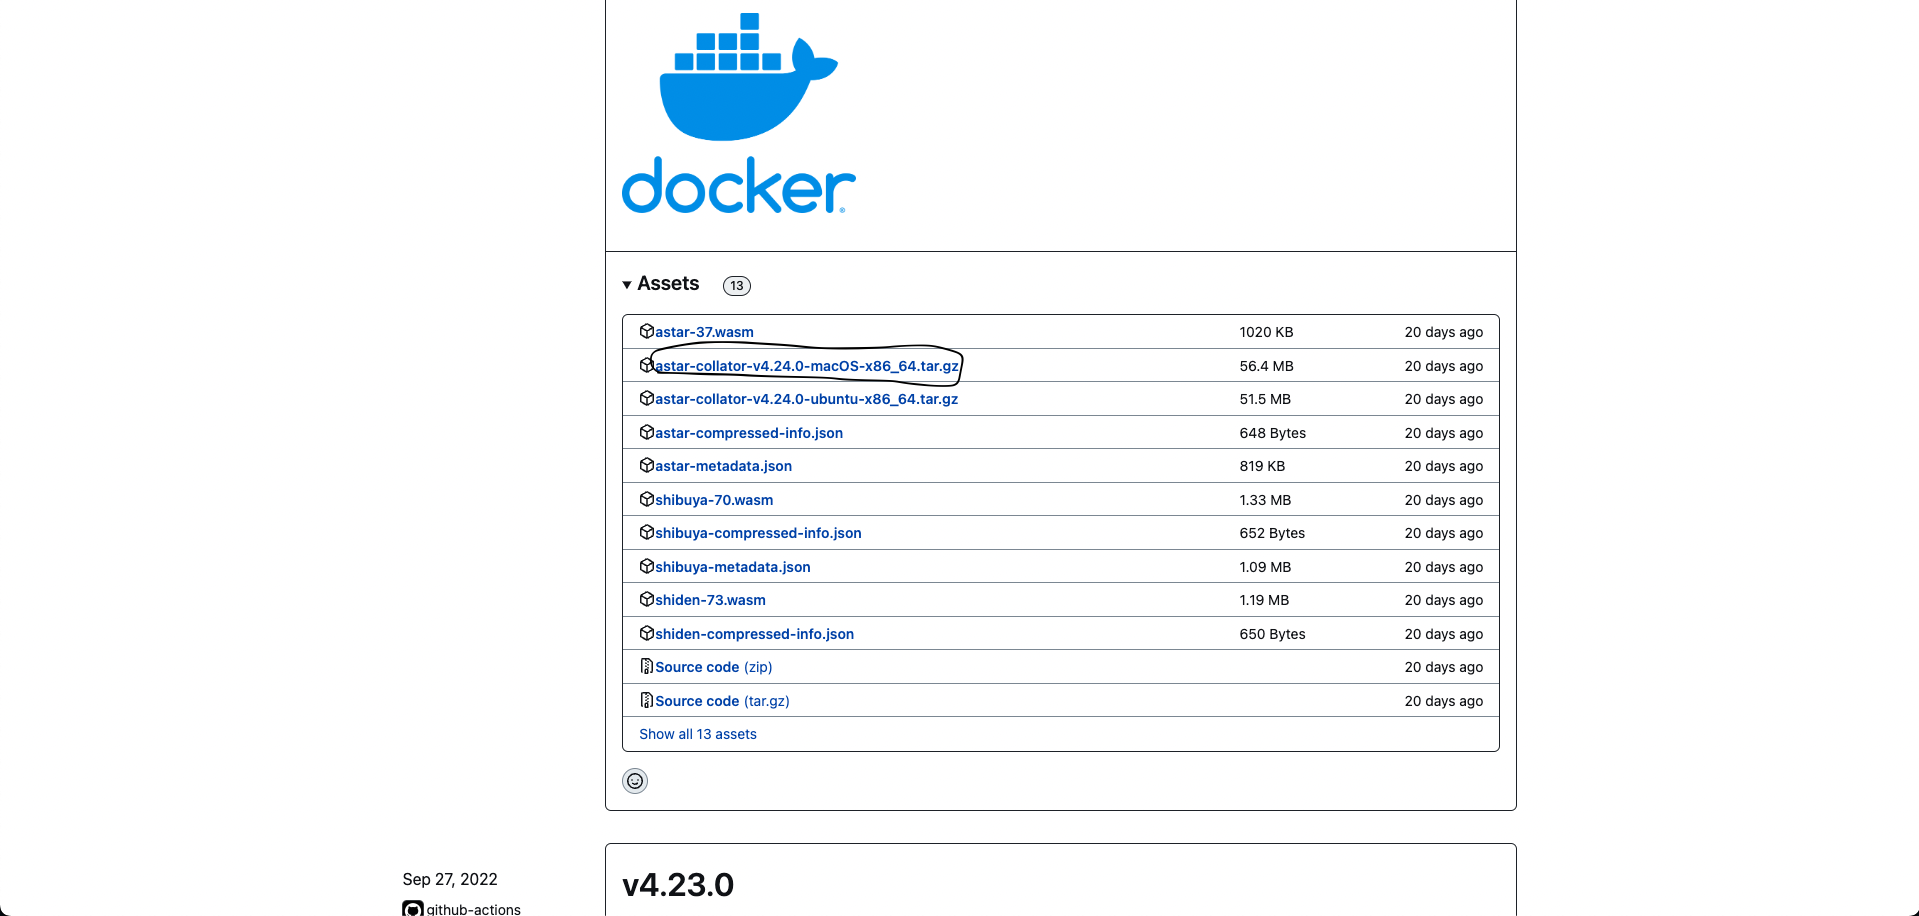 docker
Assets 13
astar-37.wasm 1020 KB 20 days ago
astar-collator-v4.24.0-macOS-x86_64.tar.gz 56.4 MB 20 days ago
astar-collator-v4.24.0-ubuntu-x86_64.tar.gz 51.5 MB 20 days ago
astar-compressed-info.json 648 Bytes 20 days ago
astar-metadata.json 819 KB 20 days ago
shibuya-70.wasm 1.33 MB 20 days ago
shibuya-compressed-info.json 652 Bytes 20 days ago
shibuya-metadata.json 1.09 MB 20 days ago
shiden-73.wasm 1.19 MB 20 days ago
shiden-compressed-info.json 650 Bytes 20 days ago
Source code (zip) 20 days ago
Source code (tar.gz) 20 days ago
Show all 13 assets
Sep 27, 2022
v4.23.0
github-actions